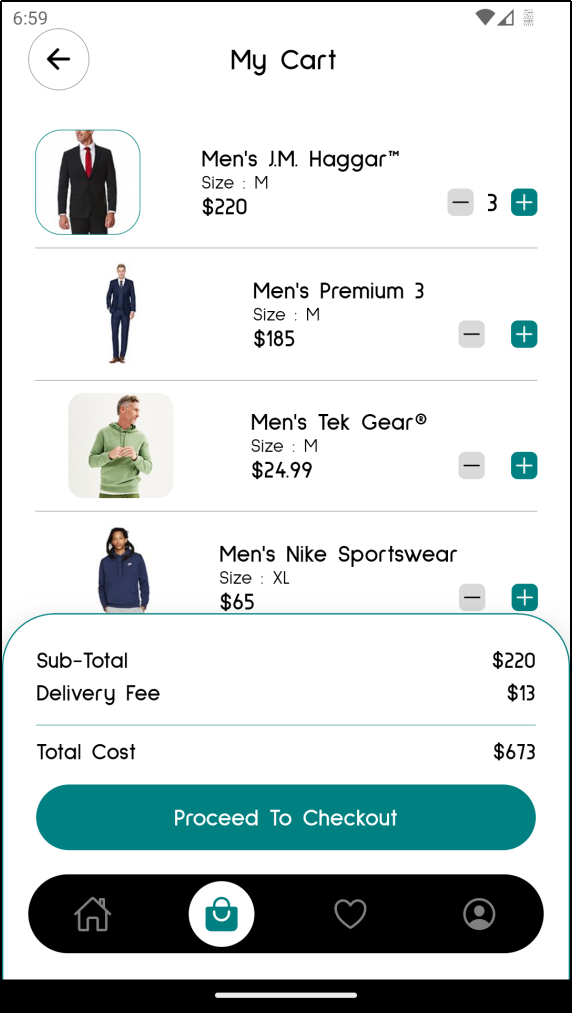 6:59
My Cart
Men's J.M. Haggar™
Size : M
$220
3
Men's Premium 3
Size : M
$185
Men's Tek Gear®
Size : M
$24.99
Men's Nike Sportswear
Size : XL
$65
Sub-Total $220
Delivery Fee $13
Total Cost $673
Proceed To Checkout